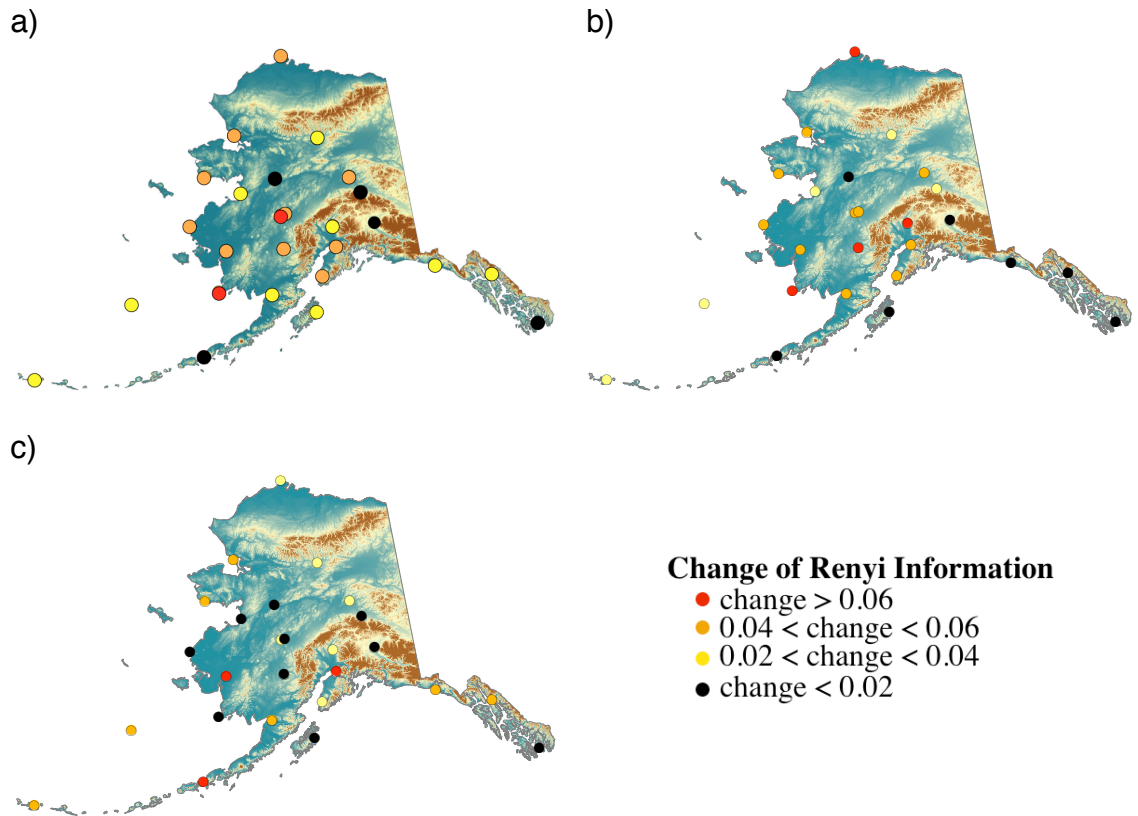 a)
b)
c)
Change of Renyi Information
change > 0.06
0.04 < change < 0.06
0.02 < change < 0.04
change < 0.02